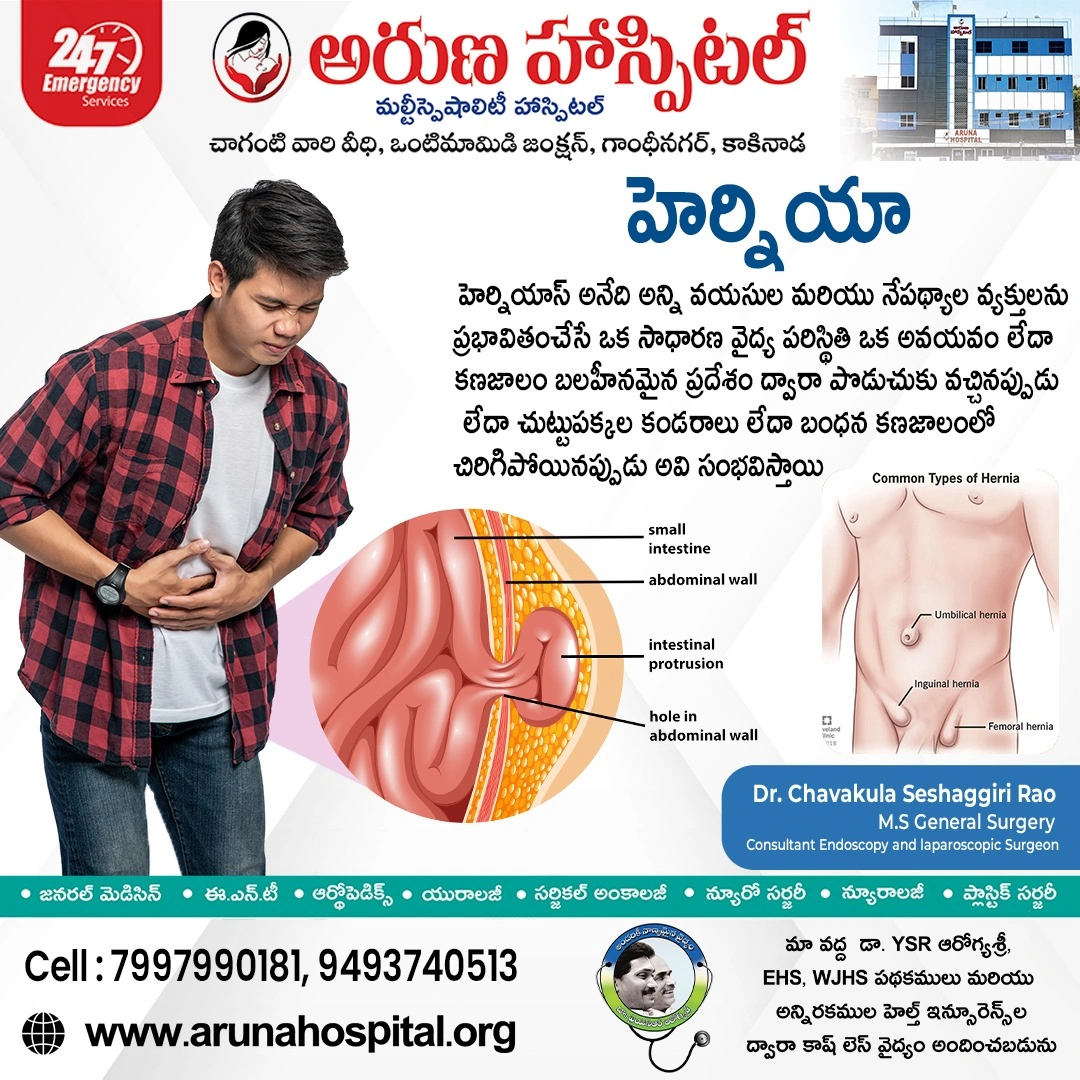 24/7
Emergency
Services
అరుణ హాస్పిటల్
మల్టీస్పెషాలిటీ హాస్పిటల్
చాగంటి వారి వీధి, ఒంటిమామిడి జంక్షన్, గాంధీనగర్, కాకినాడ
ARUNA
HOSPITAL
హెర్నియా
హెర్నియాస్ అనేది అన్ని వయసుల మరియు నేపథ్యాల వ్యక్తులను
ప్రభావితంచేసే ఒక సాధారణ వైద్య పరిస్థితి ఒక అవయవం లేదా
కణజాలం బలహీనమైన ప్రదేశం ద్వారా పొడుచుకు వచ్చినప్పుడు
లేదా చుట్టుపక్కల కండరాలు లేదా బంధన కణజాలంలో
చిరిగిపోయినప్పుడు అవి సంభవిస్తాయి
small
intestine
abdominal wall
intestinal
protrusion
hole in
abdominal wall
Common Types of Hernia
Umbilical hernia
Inguinal hernia
Femoral hernia
Dr. Chavakula Seshaggiri Rao
M.S General Surgery
Consultant Endoscopy and laparoscopic Surgeon
• జనరల్ మెడిసిన్ • ఈ.ఎన్.టీ • ఆర్థోపెడిక్స్ • యురాలజీ • సర్జికల్ అంకాలజీ • న్యూరో సర్జరీ • న్యూరాలజీ • ప్లాస్టిక్ సర్జరీ
Cell : 7997990181, 9493740513
www.arunahospital.org
మా వద్ద డా. YSR ఆరోగ్యశ్రీ,
EHS, WJHS పథకములు మరియు
అన్నిరకముల హెల్త్ ఇన్సూరెన్స్‌ల
ద్వారా కాష్ లెస్ వైద్యం అందించబడును